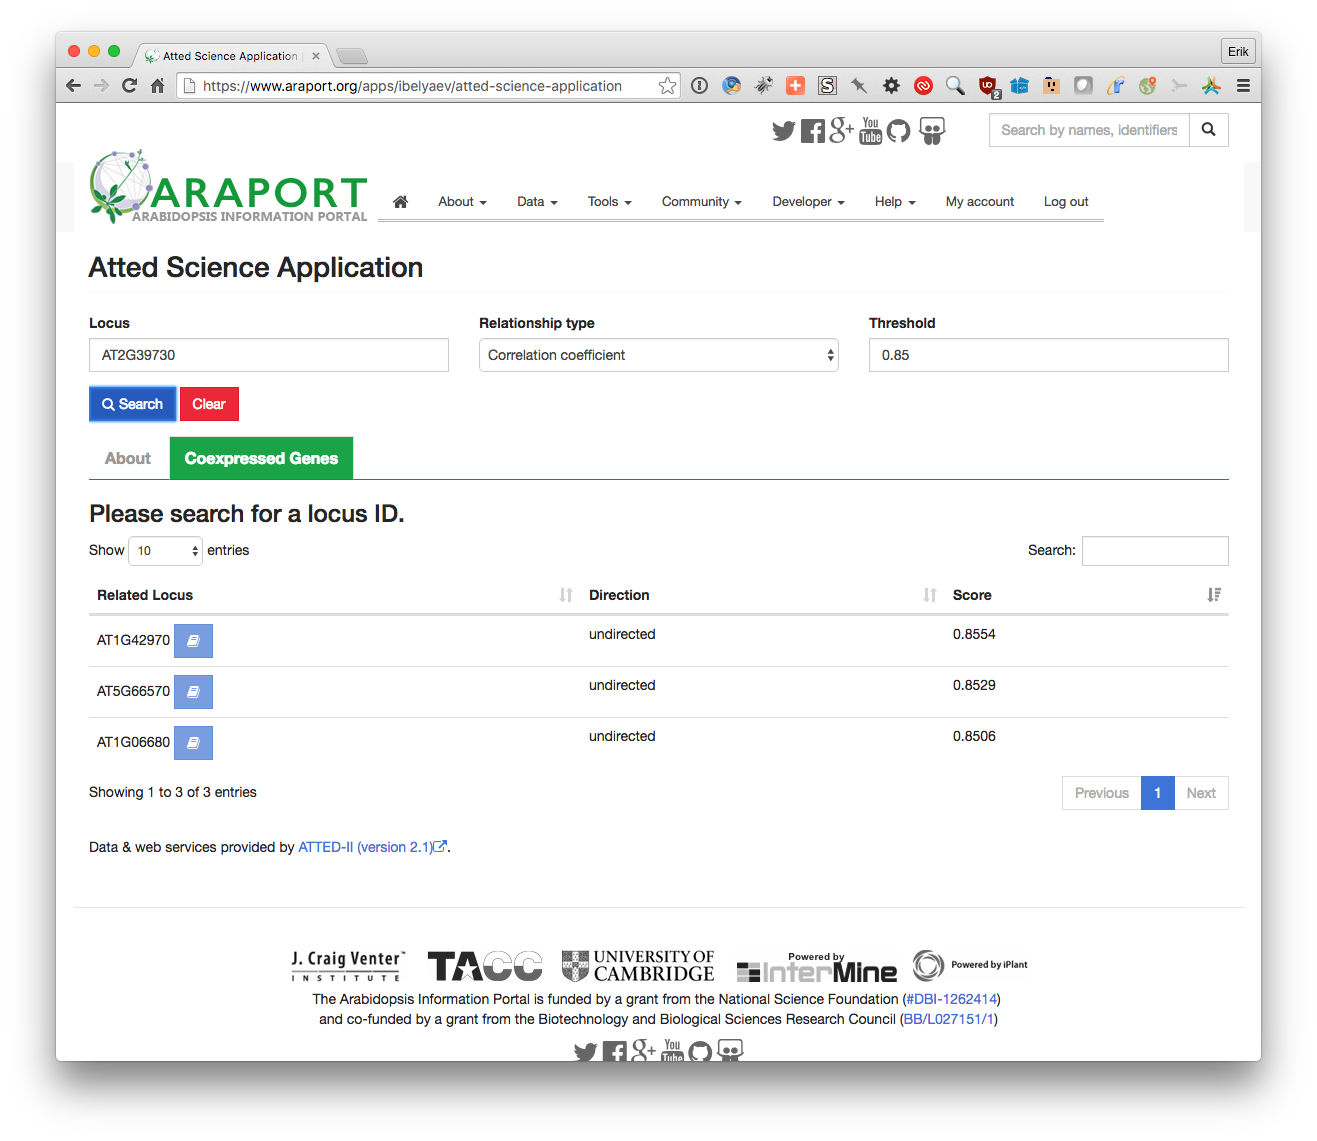 Atted Science Application
Erik
https://www.araport.org/apps/ibelyaev/atted-science-application
2
You Tube
Search by names, identifiers
ARAPORT
ARABIDOPSIS INFORMATION PORTAL
About Data Tools Community Developer Help My account Log out
Atted Science Application
Locus Relationship type Threshold
AT2G39730 Correlation coefficient 0.85
Search Clear
About Coexpressed Genes
Please search for a locus ID.
Show 10 entries Search:
Related Locus Direction Score
AT1G42970 undirected 0.8554
AT5G66570 undirected 0.8529
AT1G06680 undirected 0.8506
Showing 1 to 3 of 3 entries Previous 1 Next
Data & web services provided by ATTED-II (version 2.1).
J. Craig Venter™ INSTITUTE
TACC
UNIVERSITY OF CAMBRIDGE
Powered by InterMine
Powered by iPlant
The Arabidopsis Information Portal is funded by a grant from the National Science Foundation (#DBI-1262414)
and co-funded by a grant from the Biotechnology and Biological Sciences Research Council (BB/L027151/1)
You Tube